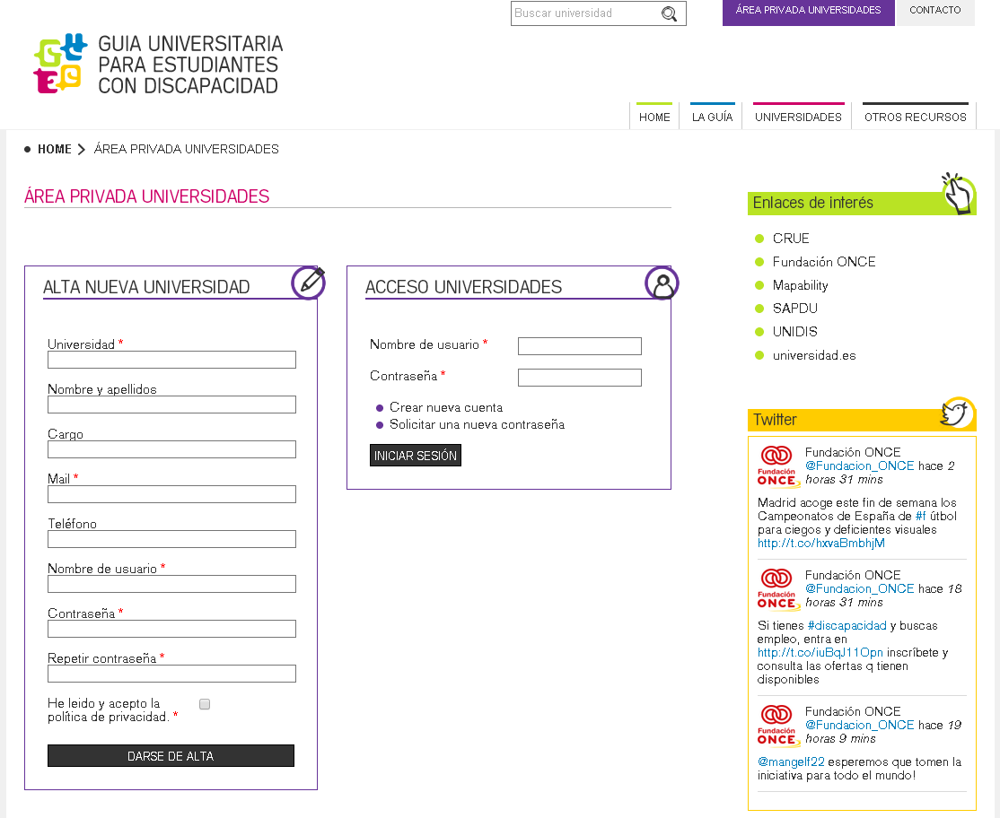 Buscar universidad
ÁREA PRIVADA UNIVERSIDADES
CONTACTO
GUIA UNIVERSITARIA
PARA ESTUDIANTES
CON DISCAPACIDAD
HOME
LA GUÍA
UNIVERSIDADES
OTROS RECURSOS
HOME
ÁREA PRIVADA UNIVERSIDADES
ÁREA PRIVADA UNIVERSIDADES
ALTA NUEVA UNIVERSIDAD
Universidad *
Nombre y apellidos
Cargo
Mail *
Teléfono
Nombre de usuario *
Contraseña *
Repetir contraseña *
He leido y acepto la
política de privacidad. *
DARSE DE ALTA
ACCESO UNIVERSIDADES
Nombre de usuario *
Contraseña *
Crear nueva cuenta
Solicitar una nueva contraseña
INICIAR SESIÓN
Enlaces de interés
CRUE
Fundación ONCE
Mapability
SAPDU
UNIDIS
universidad.es
Twitter
Fundación
ONCE
Fundación ONCE
@Fundacion_ONCE hace 2
horas 31 mins
Madrid acoge este fin de semana los
Campeonatos de España de #f útbol
para ciegos y deficientes visuales
http://t.co/hxvaBmbhjM
Fundación
ONCE
Fundación ONCE
@Fundacion_ONCE hace 18
horas 31 mins
Si tienes #discapacidad y buscas
empleo, entra en
http://t.co/iuBqJ11Opn inscríbete y
consulta las ofertas q tienen
disponibles
Fundación
ONCE
Fundación ONCE
@Fundacion_ONCE hace 19
horas 9 mins
@mangelf22 esperemos que tomen la
iniciativa para todo el mundo!